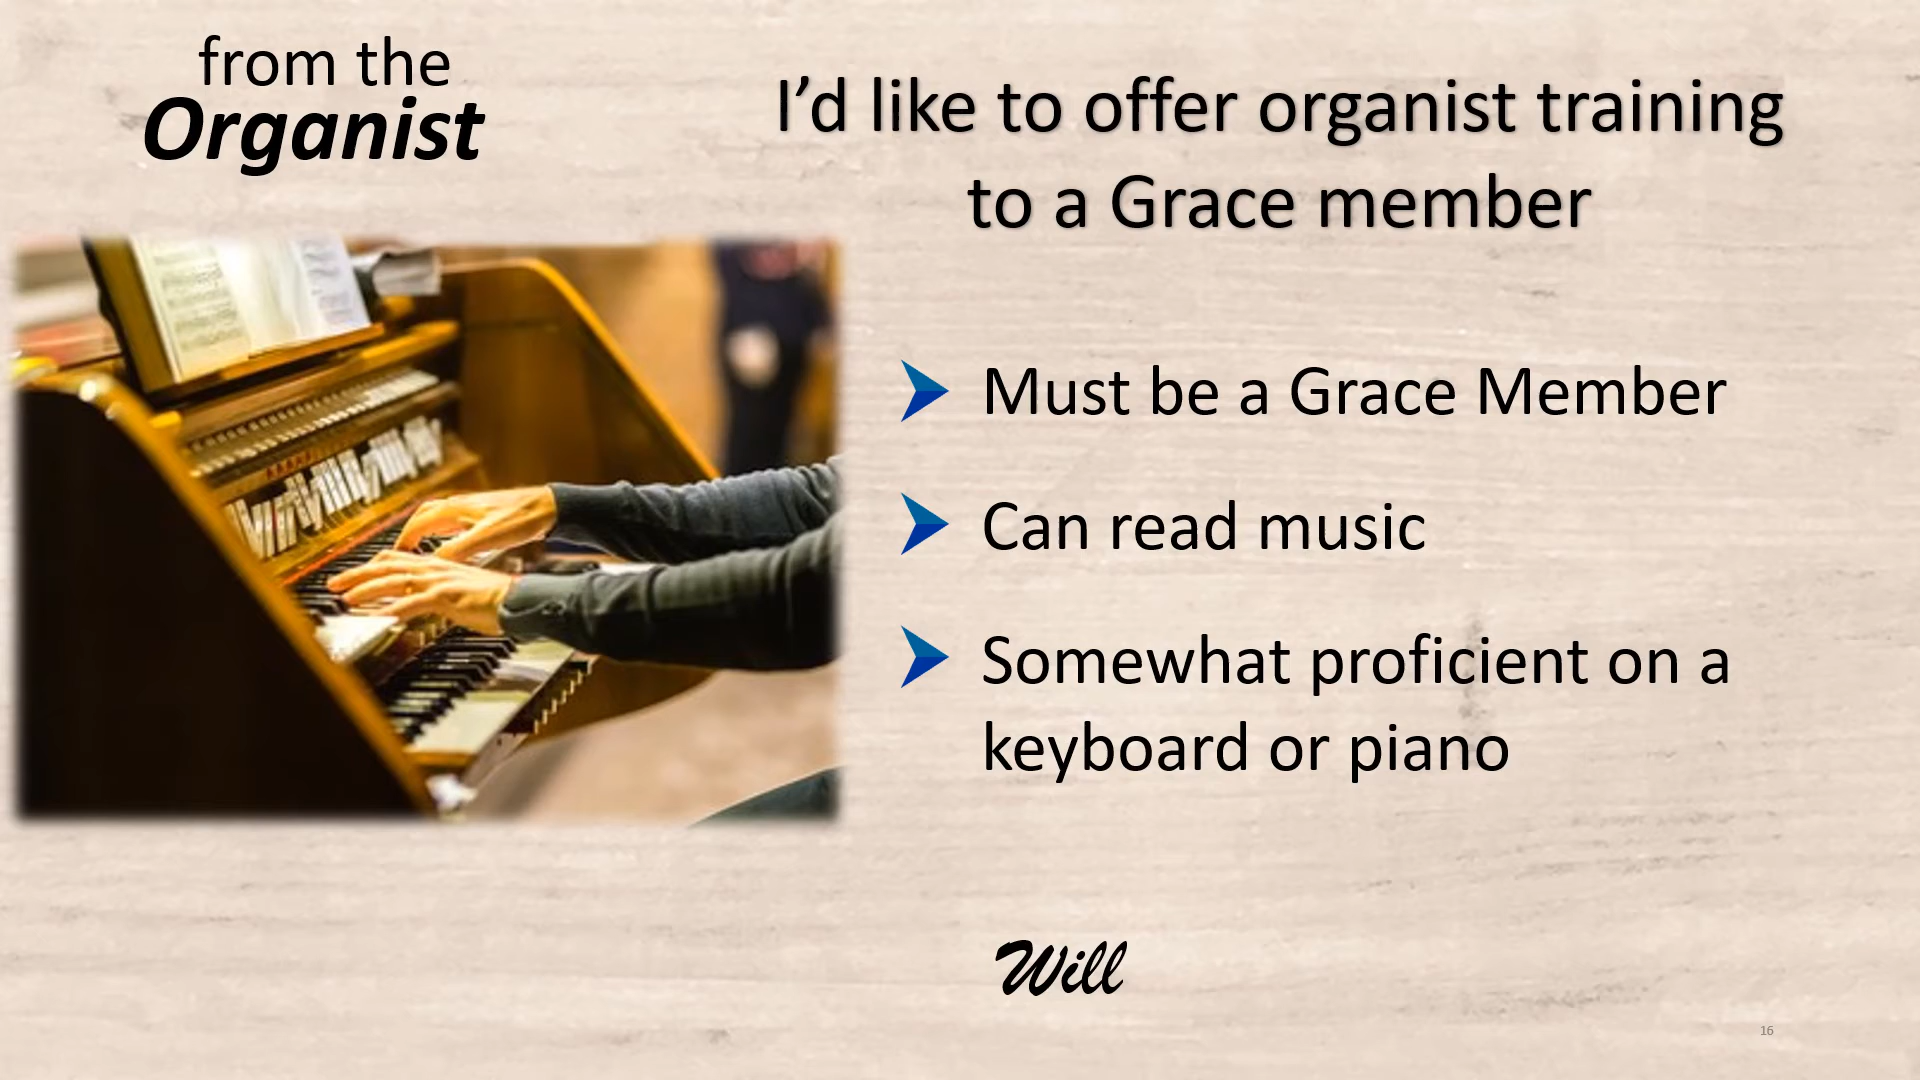 from the
Organist
I’d like to offer organist training
to a Grace member
Must be a Grace Member
Can read music
Somewhat proficient on a
keyboard or piano
Will
16